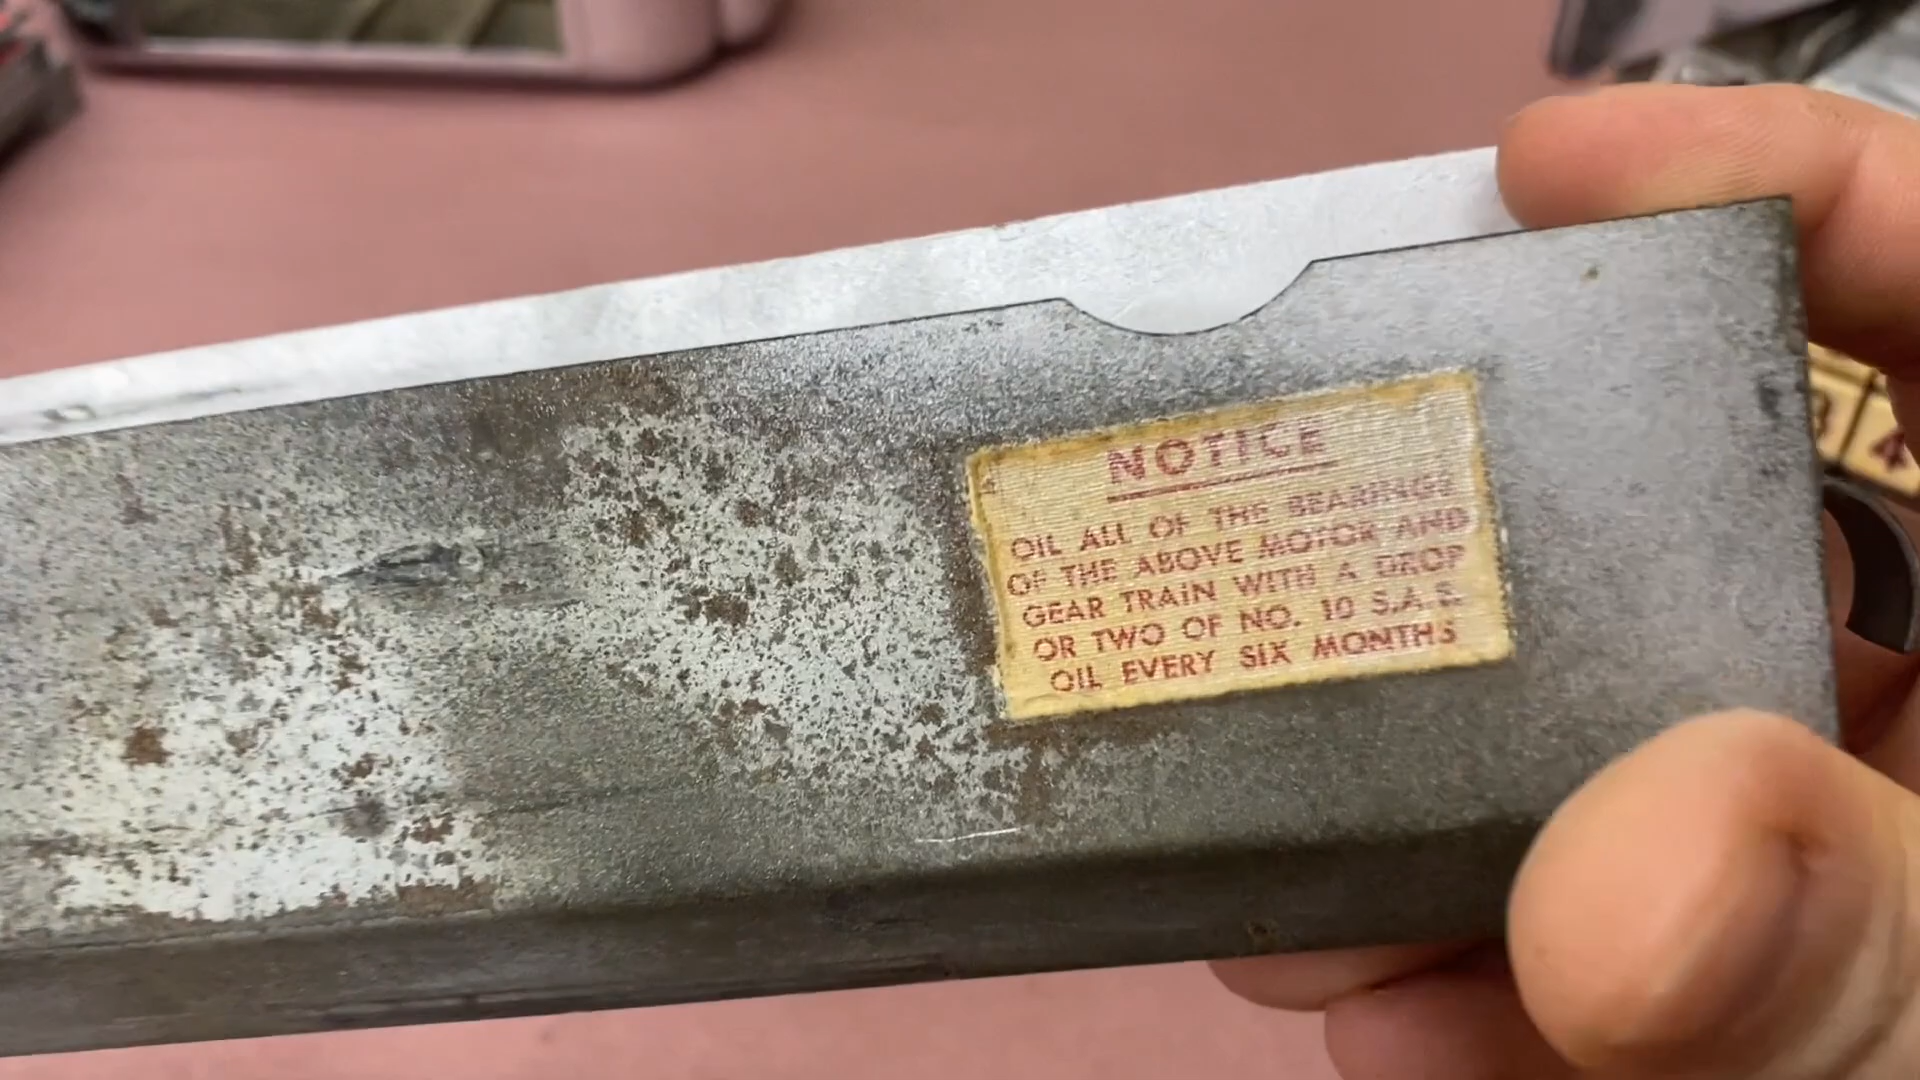 NOTICE
OIL ALL OF THE BEARINGS
OF THE ABOVE MOTOR AND
GEAR TRAIN WITH A DROP
OR TWO OF NO. 10 S.A.E.
OIL EVERY SIX MONTHS
4